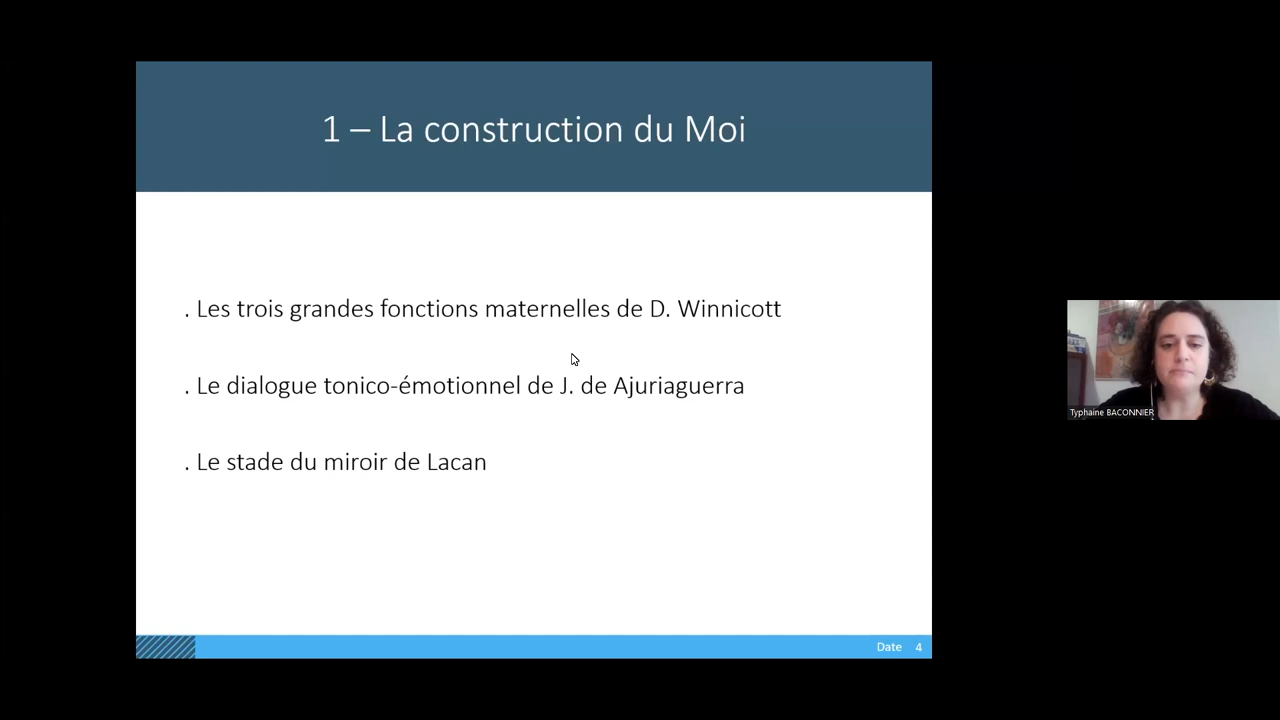 1 – La construction du Moi
. Les trois grandes fonctions maternelles de D. Winnicott
. Le dialogue tonico-émotionnel de J. de Ajuriaguerra
. Le stade du miroir de Lacan
Typhaine BACONNIER
Date 4